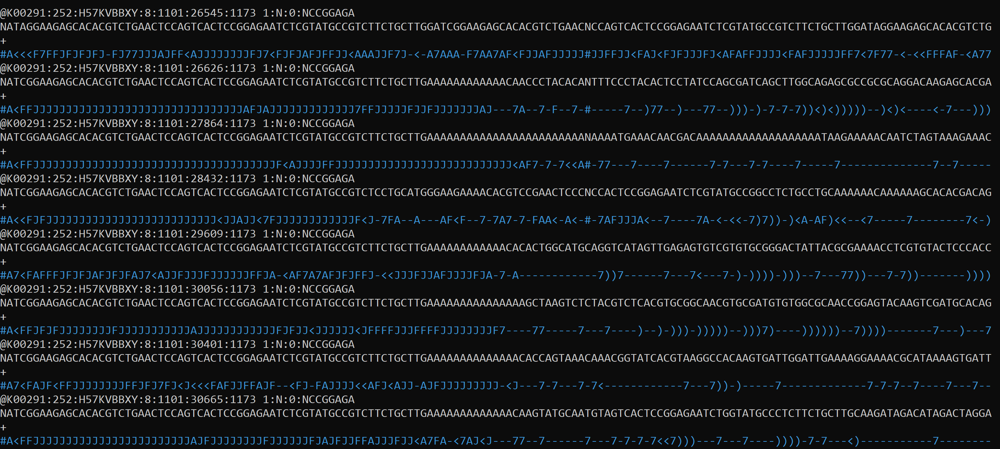 @K00291:252:H57KVBBXY:8:1101:26545:1173 1:N:0:NCCGGAGA
NATAGGAAGAGCACACGTCTGAACTCCAGTCACTCCGGAGAATCTCGTATGCCGTCTTCTGCTTGGATCGGAAGAGCACACGTCTGAACNCCAGTCACTCCGGAGAATCTCGTATGCCGTCTTCTGCTTGGATAGGAAGAGCACACGTCTG
+
#A<<<F7FFJFJFJFJ-FJ77JJJAJFF<AJJJJJJJJFJ7<FJFJAFJFFJJ<AAAJJF7J-<-A7AAA-F7AA7AF<FJJAFJJJJJ#JJFFJJ<FAJ<FJFJJJFJ<AFAFFJJJJ<FAFJJJJJFF7<7F77-<-<<FFFAF-<A77
@K00291:252:H57KVBBXY:8:1101:26626:1173 1:N:0:NCCGGAGA
NATCGGAAGAGCACACGTCTGAACTCCAGTCACTCCGGAGAATCTCGTATGCCGTCTTCTGCTTGAAAAAAAAAAAACAACCCTACACANTTTCCCTACACTCCTATCCAGCGATCAGCTTGGCAGAGCGCCGCGCAGGACAAGAGCACGA
+
#A<FFJJJJJJJJJJJJJJJJJJJJJJJJJJJJJJJJAFJAJJJJJJJJJJJJJ7FFJJJJJFJJFJJJJJJJAJ---7A--7-F--7-#-----7--)77--)---77--)))-)-7-7-7))<)<)))))--)<)<----<-7---)))
@K00291:252:H57KVBBXY:8:1101:27864:1173 1:N:0:NCCGGAGA
NATCGGAAGAGCACACGTCTGAACTCCAGTCACTCCGGAGAATCTCGTATGCCGTCTTCTGCTTGAAAAAAAAAAAAAAAAAAAAAAAANAAAATGAAACAACGACAAAAAAAAAAAAAAAAAAATAAGAAAAACAATCTAGTAAAGAAAC
+
#A<FFJJJJJJJJJJJJJJJJJJJJJJJJJJJJJJJJJJJJJF<AJJJJFFJJJJJJJJJJJJJJJJJJJJJJJJJJJ<AF7-7-7<<A#-77---7----7------7-7---7-7----7-----7--------------7--7-----
@K00291:252:H57KVBBXY:8:1101:28432:1173 1:N:0:NCCGGAGA
NATCGGAAGAGCACACGTCTGAACTCCAGTCACTCCGGAGAATCTCGTATGCCGTCTCCTGCATGGGAAGAAAACACGTCCGAACTCCCNCCACTCCGGAGAATCTCGTATGCCGGCCTCTGCCTGCAAAAAACAAAAAAGCACACGACAG
+
#A<<FJFJJJJJJJJJJJJJJJJJJJJJJJJJJ<JJAJJ<7FJJJJJJJJJJJJF<J-7FA--A---AF<F--7-7A7-7-FAA<-A<-#-7AFJJJA<--7----7A-<-<<-7)7))-)<A-AF)<<--<7-----7--------7<-)
@K00291:252:H57KVBBXY:8:1101:29609:1173 1:N:0:NCCGGAGA
NATCGGAAGAGCACACGTCTGAACTCCAGTCACTCCGGAGAATCTCGTATGCCGTCTTCTGCTTGAAAAAAAAAAAACACACTGGCATGCAGGTCATAGTTGAGAGTGTCGTGTGCGGGACTATTACGCGAAAACCTCGTGTACTCCCACC
+
#A7<FAFFFJFJFJAFJFJFAJ7<AJJFJJJFJJJJJJFFJA-<AF7A7AFJFJFFJ-<<JJJFJJAFJJJJFJA-7-A------------7))7------7---7<---7-)-))))-)))--7---77))---7-7))-------))))
@K00291:252:H57KVBBXY:8:1101:30056:1173 1:N:0:NCCGGAGA
NATCGGAAGAGCACACGTCTGAACTCCAGTCACTCCGGAGAATCTCGTATGCCGTCTTCTGCTTGAAAAAAAAAAAAAAAGCTAAGTCTCTACGTCTCACGTGCGGCAACGTGCGATGTGTGGCGCAACCGGAGTACAAGTCGATGCACAG
+
#A<FFJFJFJJJJJJJJFJJJJJJJJJJJAJJJJJJJJJJJJFJFJJ<JJJJJJ<JFFFFJJJFFFFJJJJJJJJF7----77-----7---7----)--)-)))-)))))--)))7)----))))))--7))))-------7---)---7
@K00291:252:H57KVBBXY:8:1101:30401:1173 1:N:0:NCCGGAGA
NATCGGAAGAGCACACGTCTGAACTCCAGTCACTCCGGAGAATCTCGTATGCCGTCTTCTGCTTGAAAAAAAAAAAAAACACCAGTAAACAAACGGTATCACGTAAGGCCACAAGTGATTGGATTGAAAAGGAAAACGCATAAAAGTGATT
+
#A7<FAJF<FFJJJJJJJJFFJFJ7FJ<J<<<FAFJJFFAJF--<FJ-FAJJJJ<<AFJ<AJJ-AJFJJJJJJJJJ-<J---7-7---7-7<------------7---7))-)-----7-------------7-7-7--7----7---7--
@K00291:252:H57KVBBXY:8:1101:30665:1173 1:N:0:NCCGGAGA
NATCGGAAGAGCACACGTCTGAACTCCAGTCACTCCGGAGAATCTCGTATGCCGTCTTCTGCTTGAAAAAAAAAAAAACAAGTATGCAATGTAGTCACTCCGGAGAATCTGGTATGCCCTCTTCTGCTTGCAAGATAGACATAGACTAGGA
+
#A<FFJJJJJJJJJJJJJJJJJJJJJJJJAJFJJJJJJJJFJJJJJJFJAJFJJFFAJJJFJJ<A7FA-<7AJ<J---77--7------7---7-7-7-7<<7)))---7---7----))))-7-7---<)-----------7--------